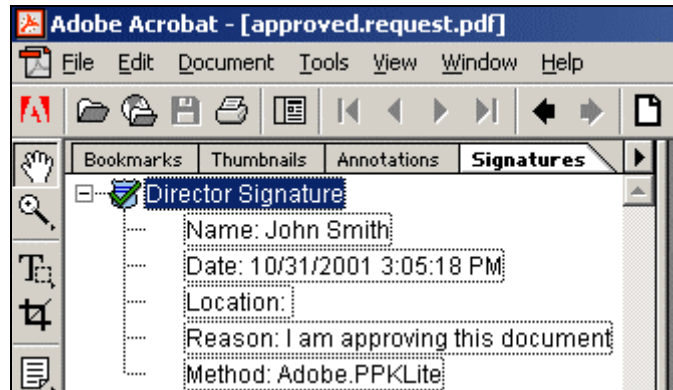 Adobe Acrobat - [approved.request.pdf]
File Edit Document Tools View Window Help
Bookmarks Thumbnails Annotations Signatures
Director Signature
Name: John Smith
Date: 10/31/2001 3:05:18 PM
Location:
Reason: I am approving this document
Method: Adobe.PPKLite